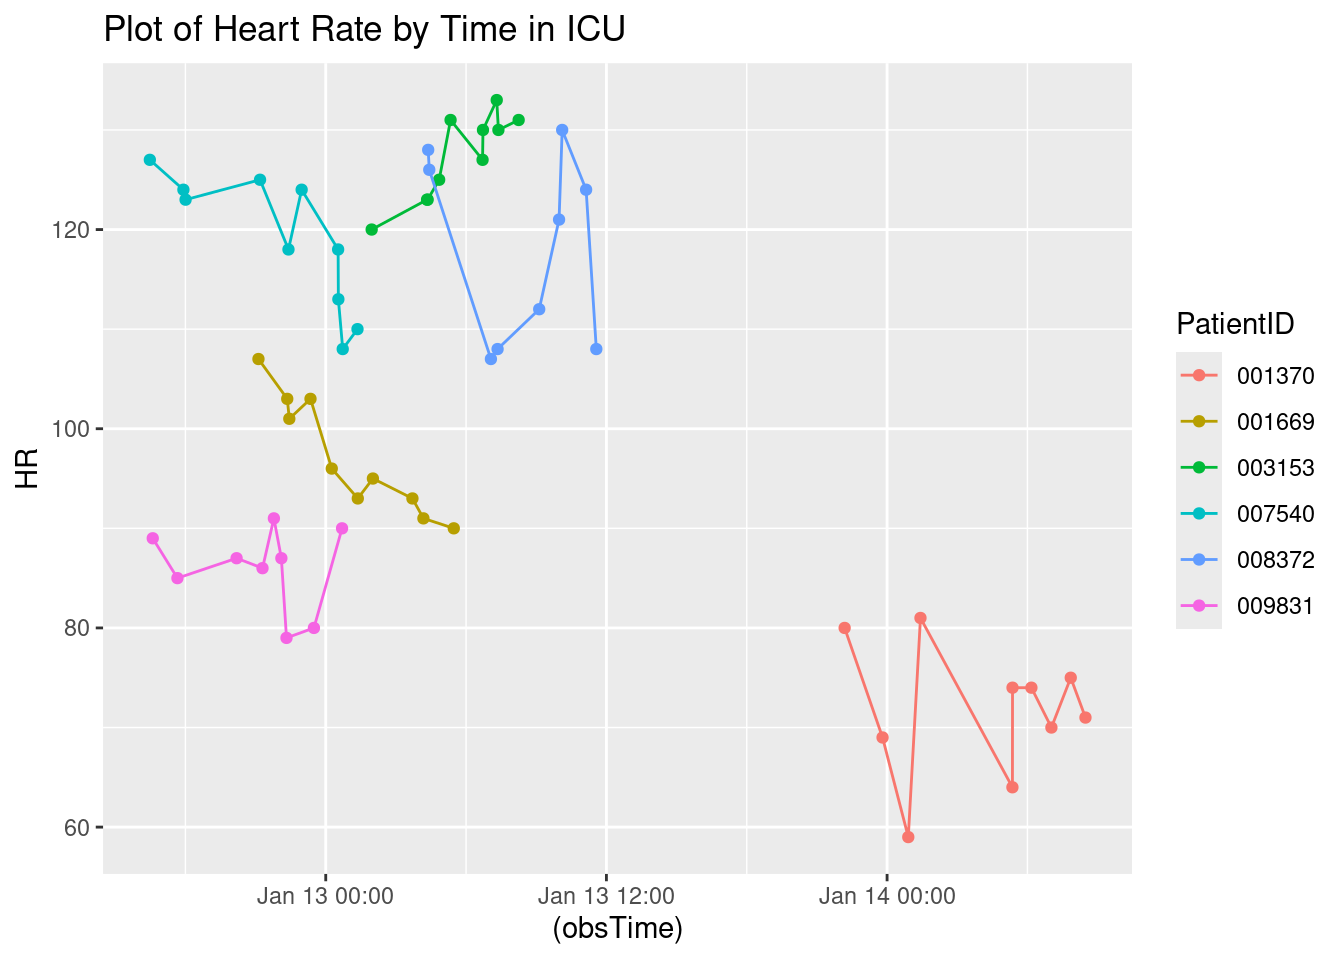 Plot of Heart Rate by Time in ICU
120
100
80
60
HR
Jan 13 00:00
Jan 13 12:00
Jan 14 00:00
(obsTime)
PatientID
001370
001669
003153
007540
008372
009831